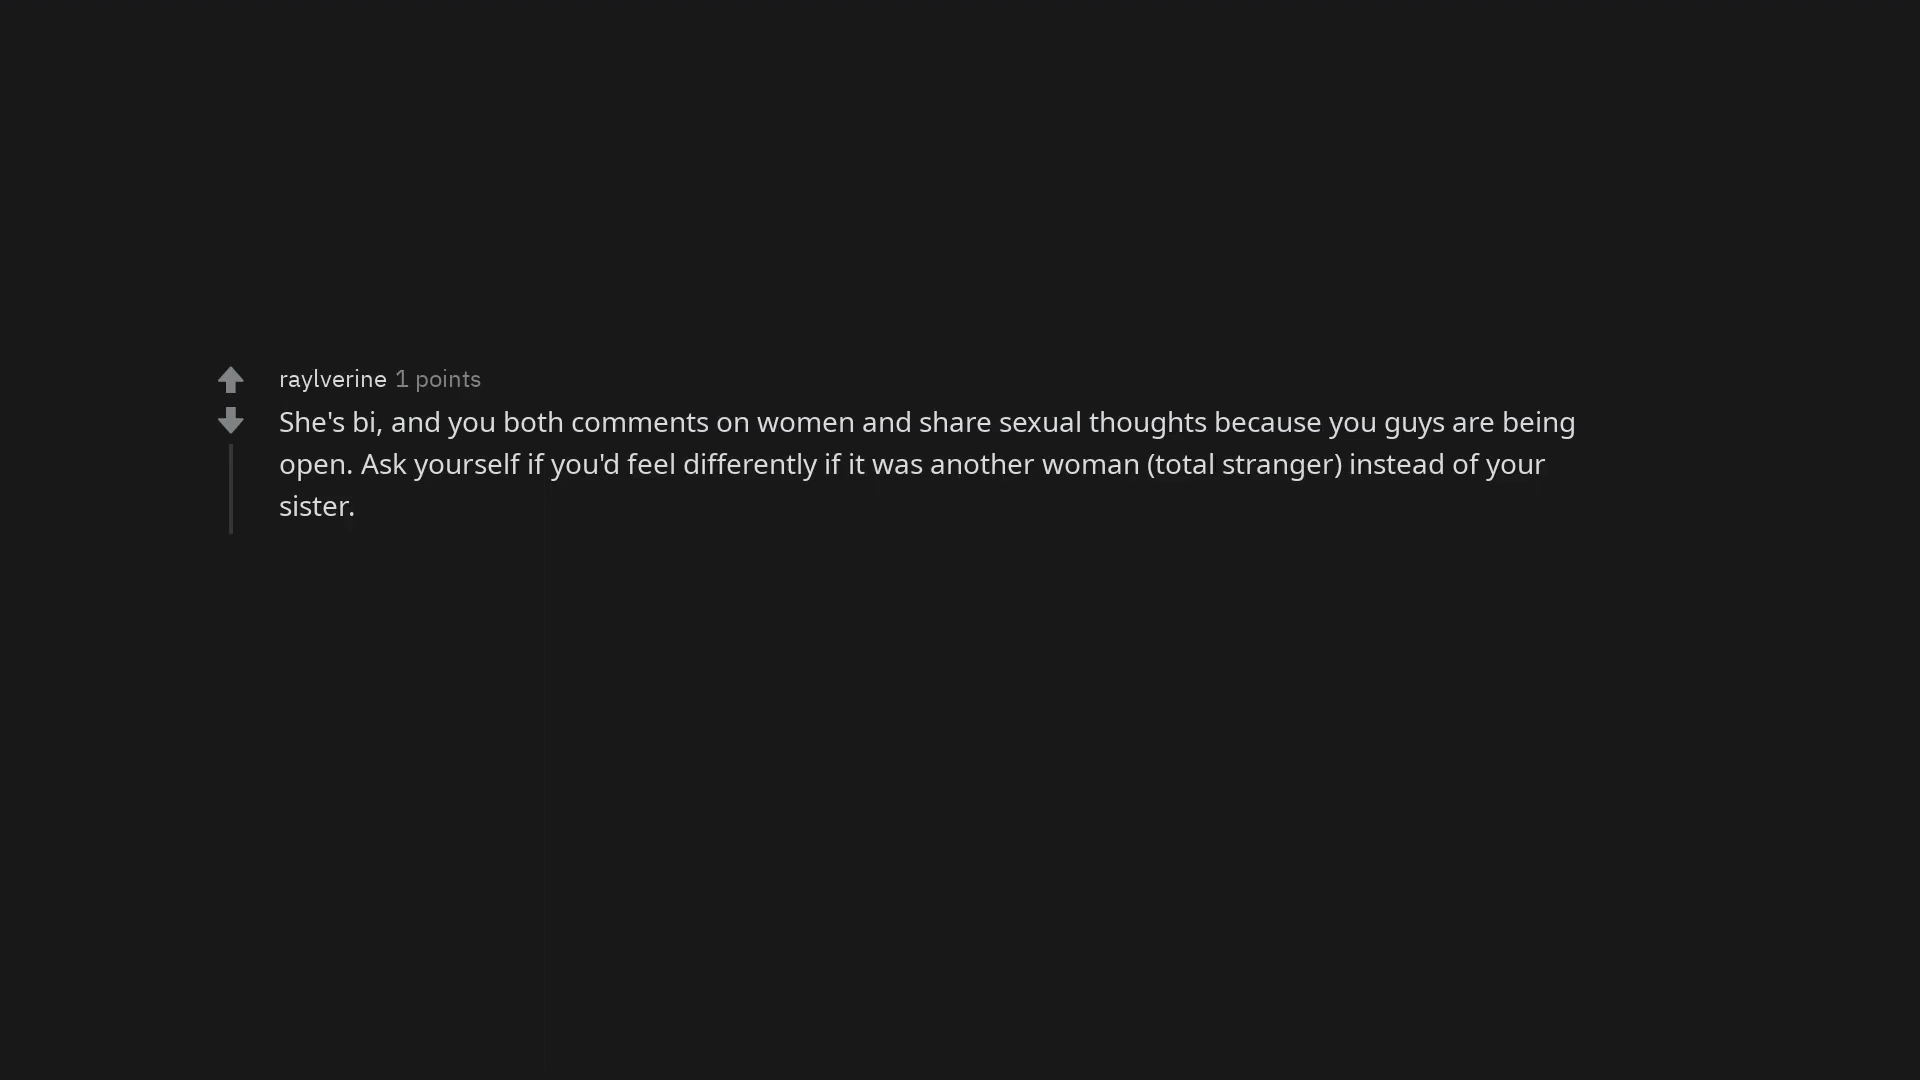 raylverine 1 points
She's bi, and you both comments on women and share sexual thoughts because you guys are being
open. Ask yourself if you'd feel differently if it was another woman (total stranger) instead of your
sister.